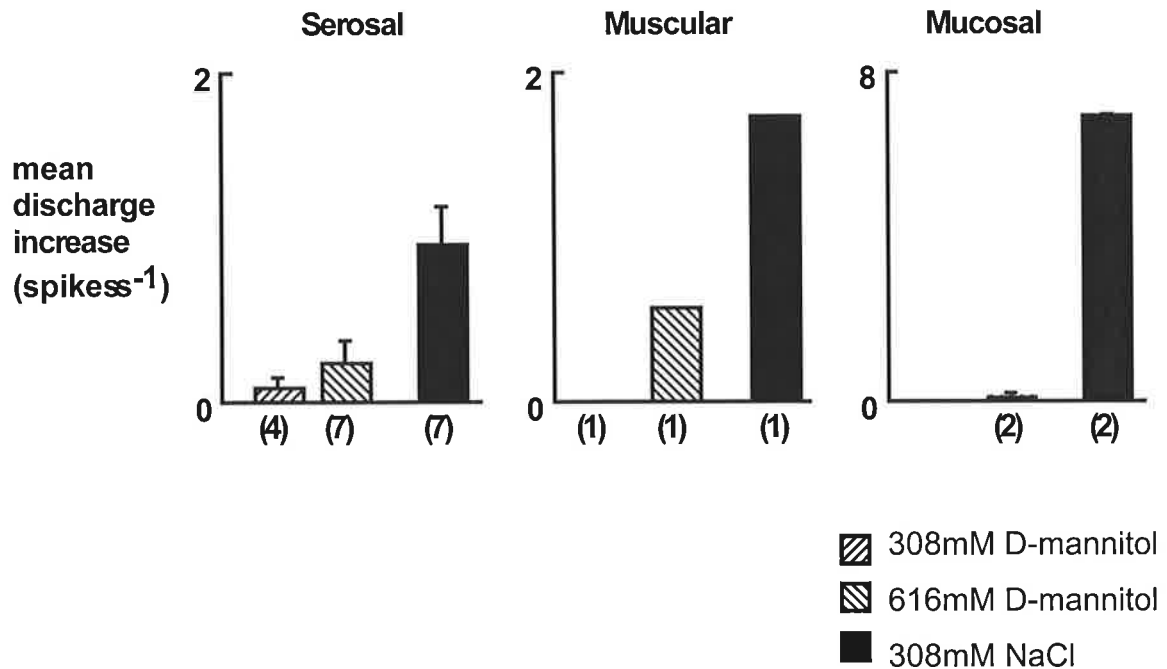 Serosal
Muscular
Mucosal
mean
discharge
increase
(spikess-1)
2
0
(4) (7) (7)
2
0
(1) (1) (1)
8
0
(2) (2)
308mM D-mannitol
616mM D-mannitol
308mM NaCl